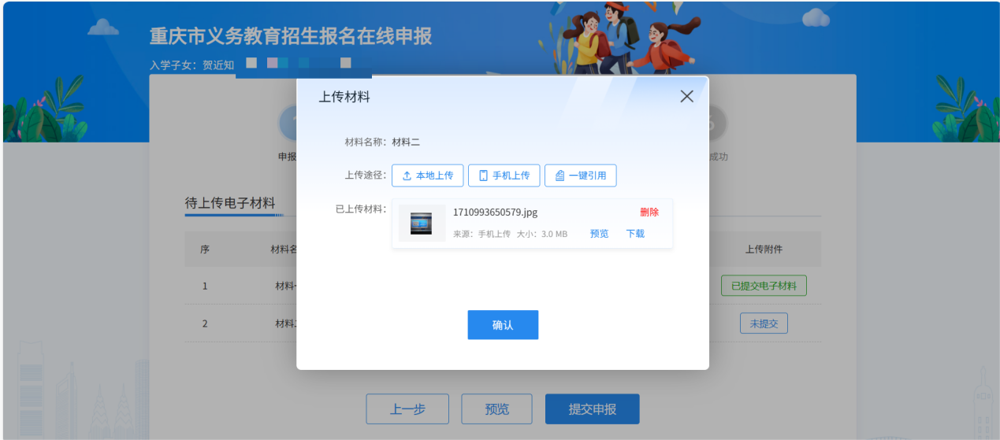 重庆市义务教育招生报名在线申报
入学子女：贺近知
上传材料
材料名称：材料二
申报
成功
上传途径：本地上传 手机上传 一键引用
待上传电子材料
已上传材料：1710993650579.jpg 删除
来源：手机上传 大小：3.0 MB 预览 下载
序 材料名 上传附件
1 材料 已提交电子材料
2 材料 未提交
确认
上一步 预览 提交申报